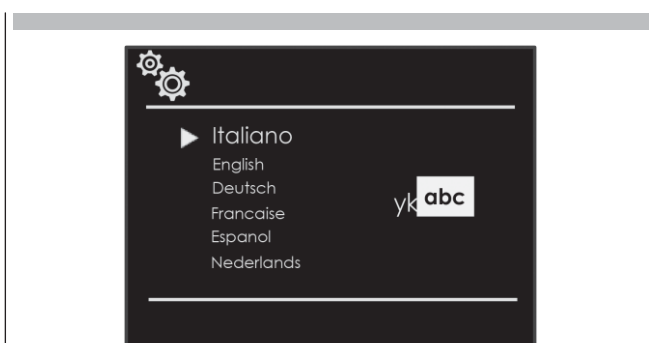 Italiano
English
Deutsch
Francaise
Espanol
Nederlands
yk abc